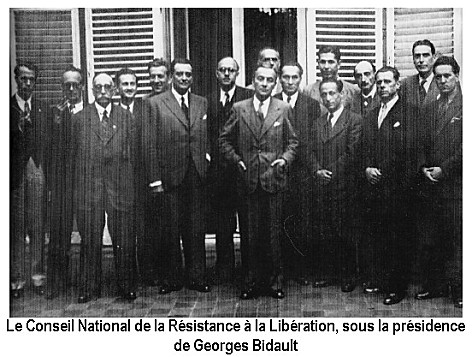 Le Conseil National de la Résistance à la Libération, sous la présidence
de Georges Bidault